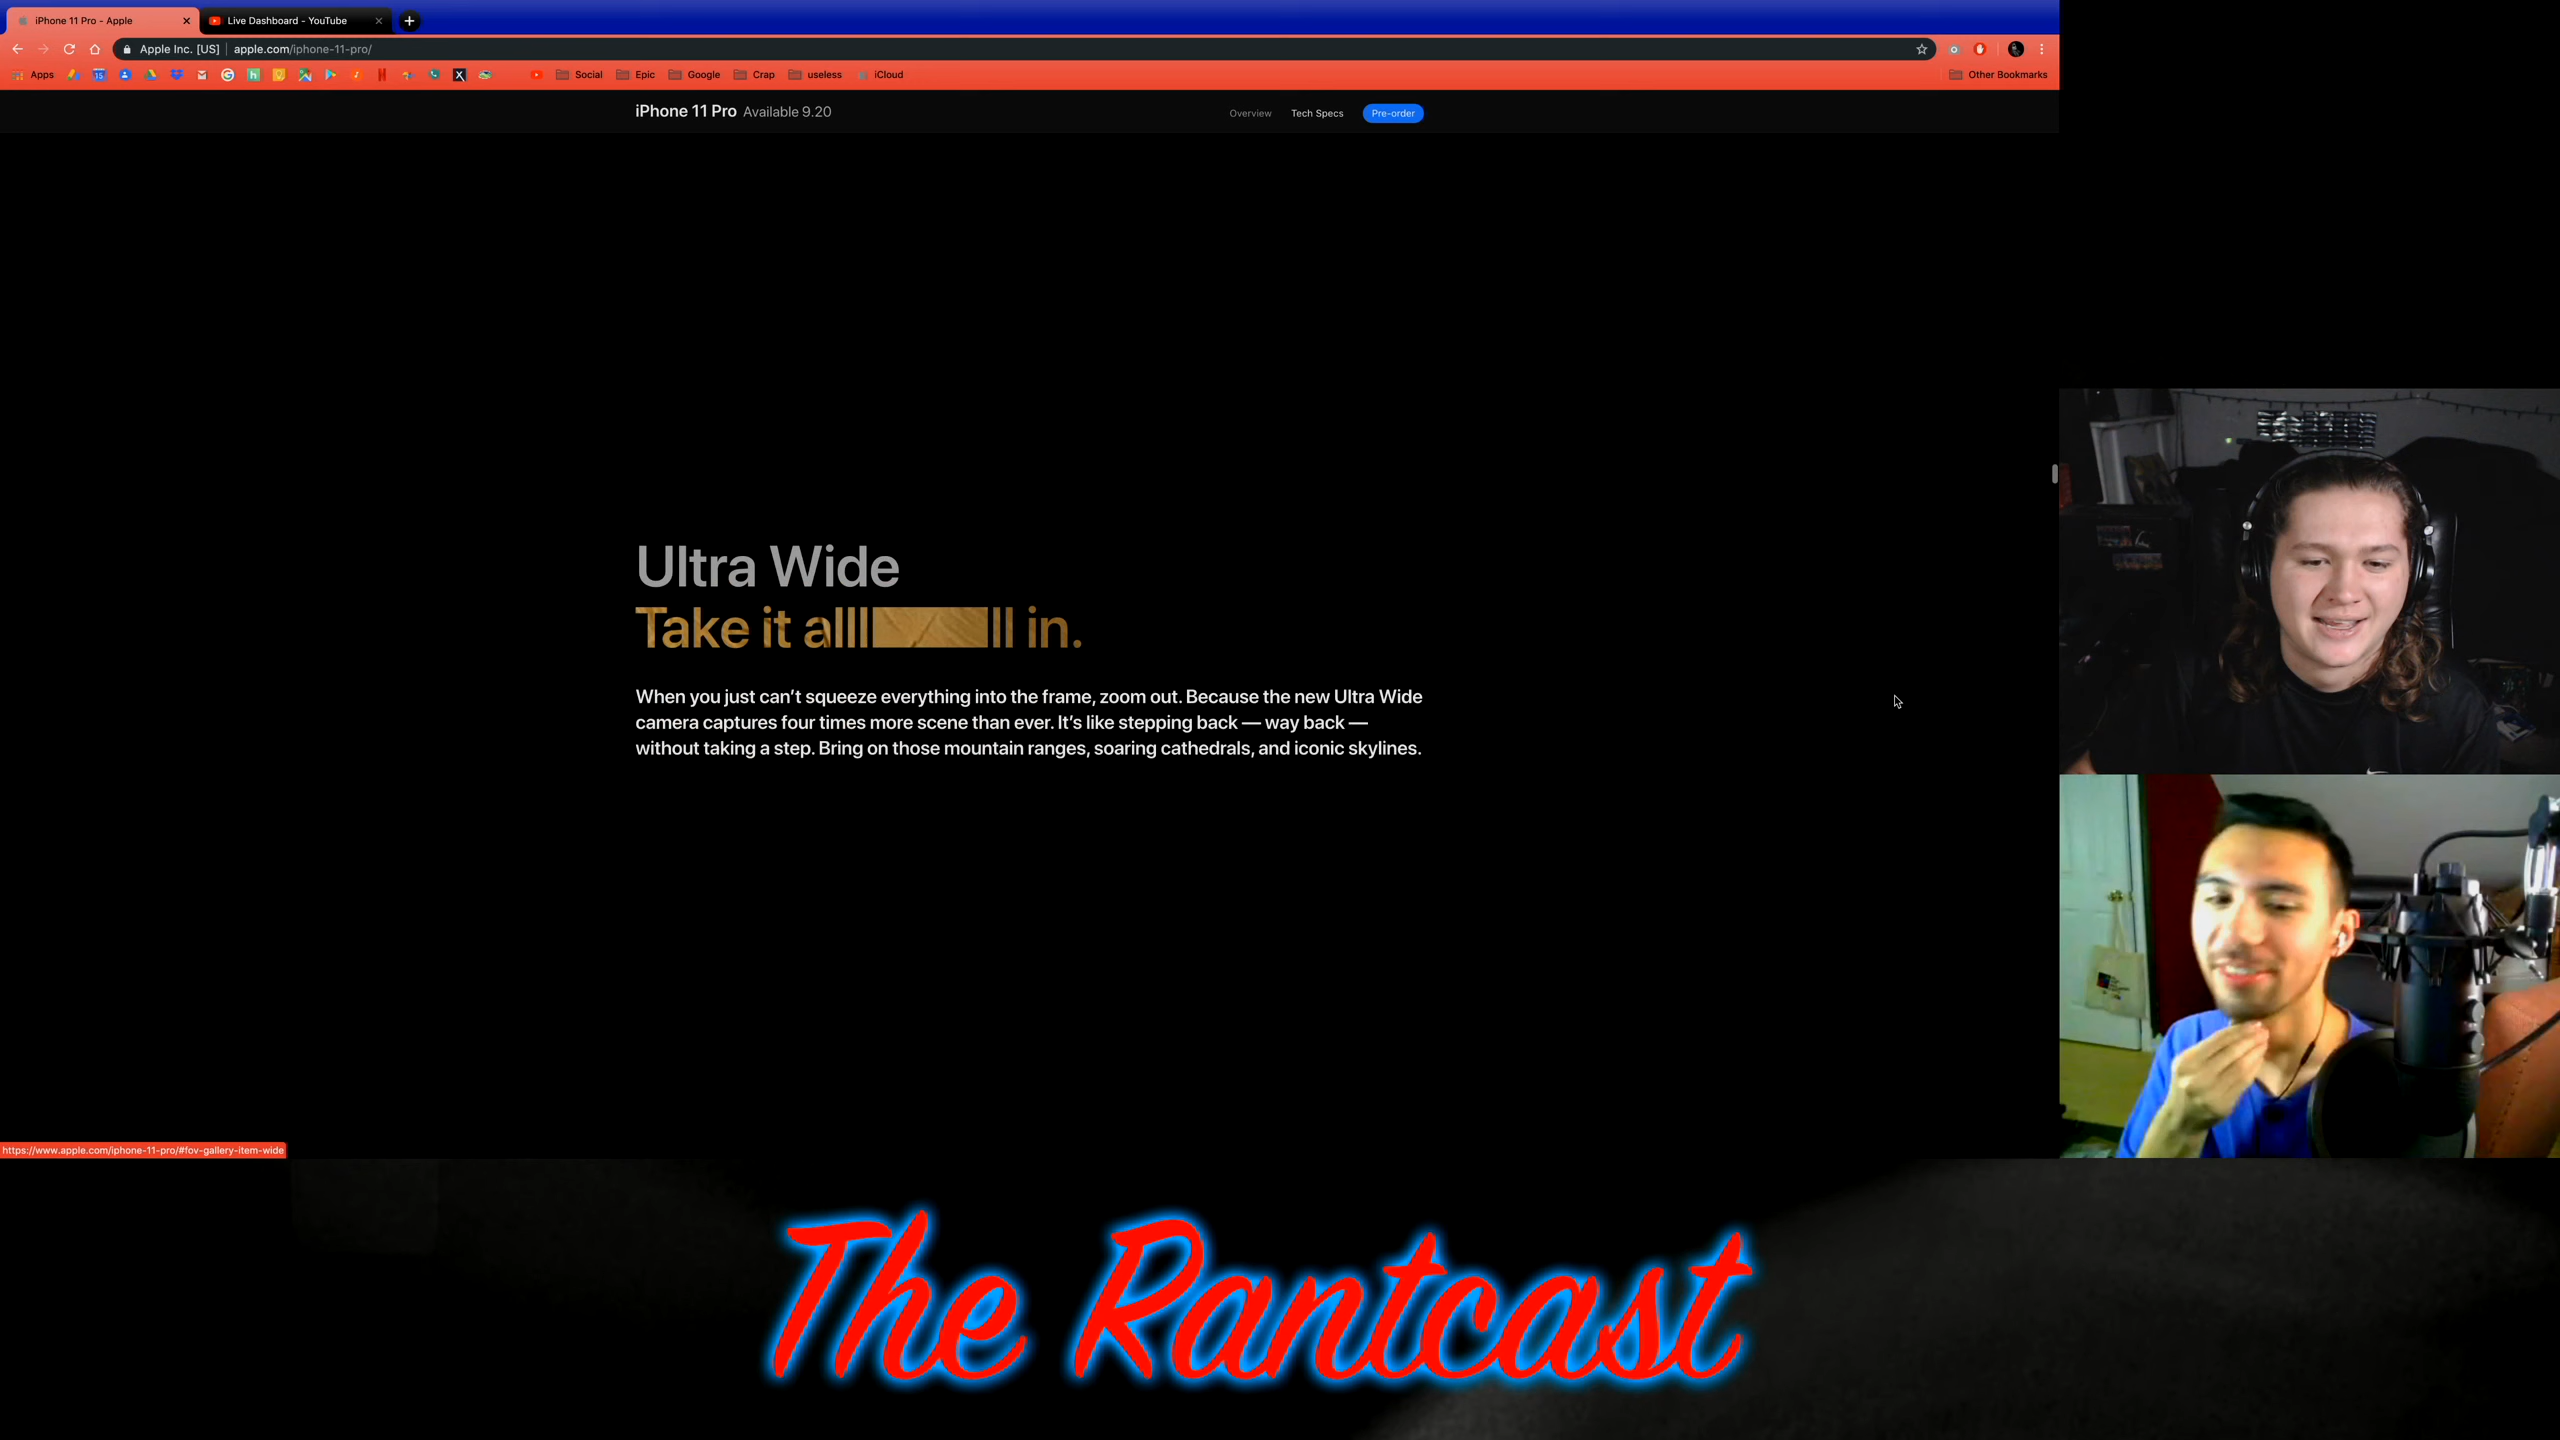 iPhone 11 Pro - Apple
Live Dashboard - YouTube
Apple Inc. [US] apple.com/iphone-11-pro/
Apps Social Epic Google Crap useless iCloud Other Bookmarks
iPhone 11 Pro Available 9.20 Overview Tech Specs Pre-order
Ultra Wide
Take it allll ll in.
When you just can’t squeeze everything into the frame, zoom out. Because the new Ultra Wide
camera captures four times more scene than ever. It’s like stepping back — way back —
without taking a step. Bring on those mountain ranges, soaring cathedrals, and iconic skylines.
https://www.apple.com/iphone-11-pro/#fov-gallery-item-wide
The Rantcast